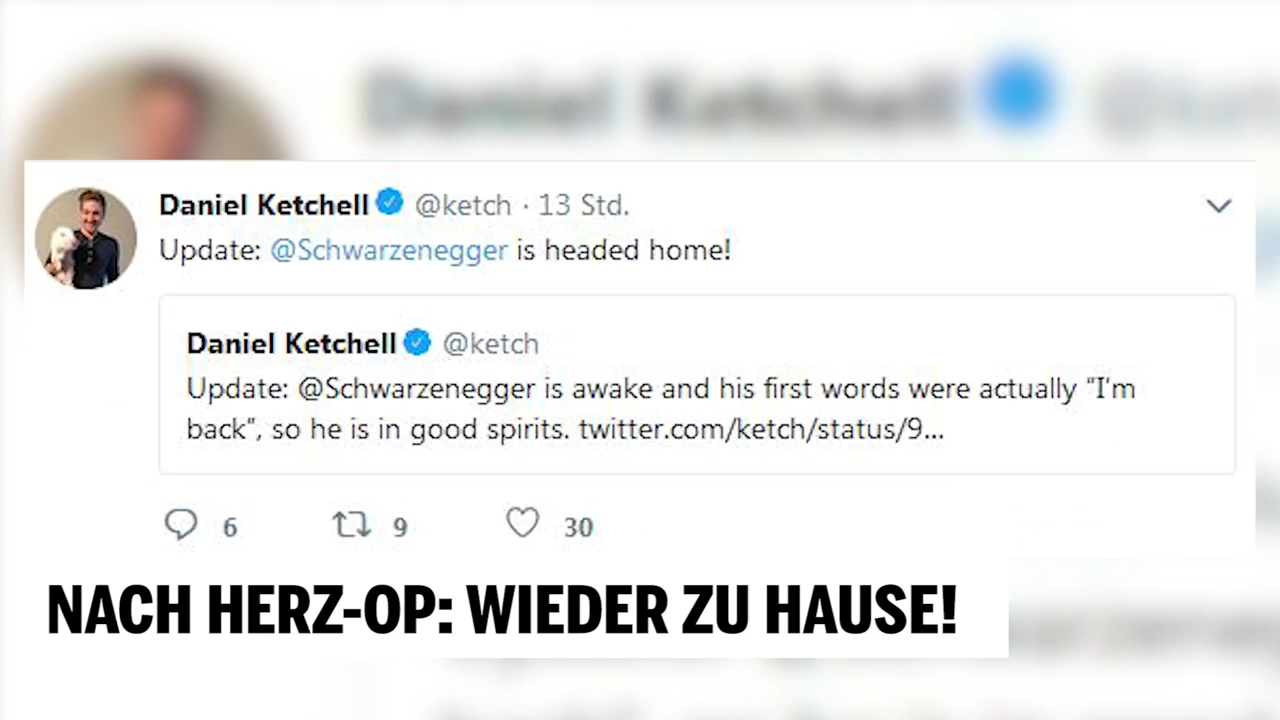 Daniel Ketchell
Daniel Ketchell @ketch · 13 Std.
Update: @Schwarzenegger is headed home!
Daniel Ketchell @ketch
Update: @Schwarzenegger is awake and his first words were actually "I'm
back", so he is in good spirits. twitter.com/ketch/status/9...
6 9 30
NACH HERZ-OP: WIEDER ZU HAUSE!